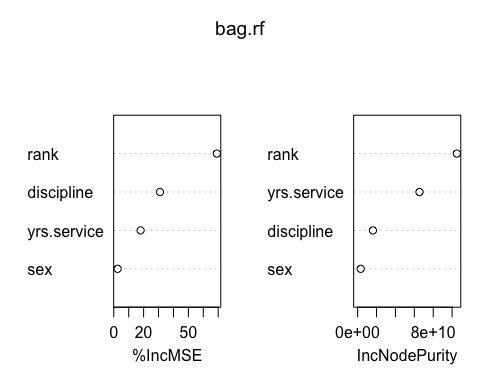 bag.rf
rank
discipline
yrs.service
sex
0 20 50
%IncMSE
rank
yrs.service
discipline
sex
0e+00 8e+10
IncNodePurity